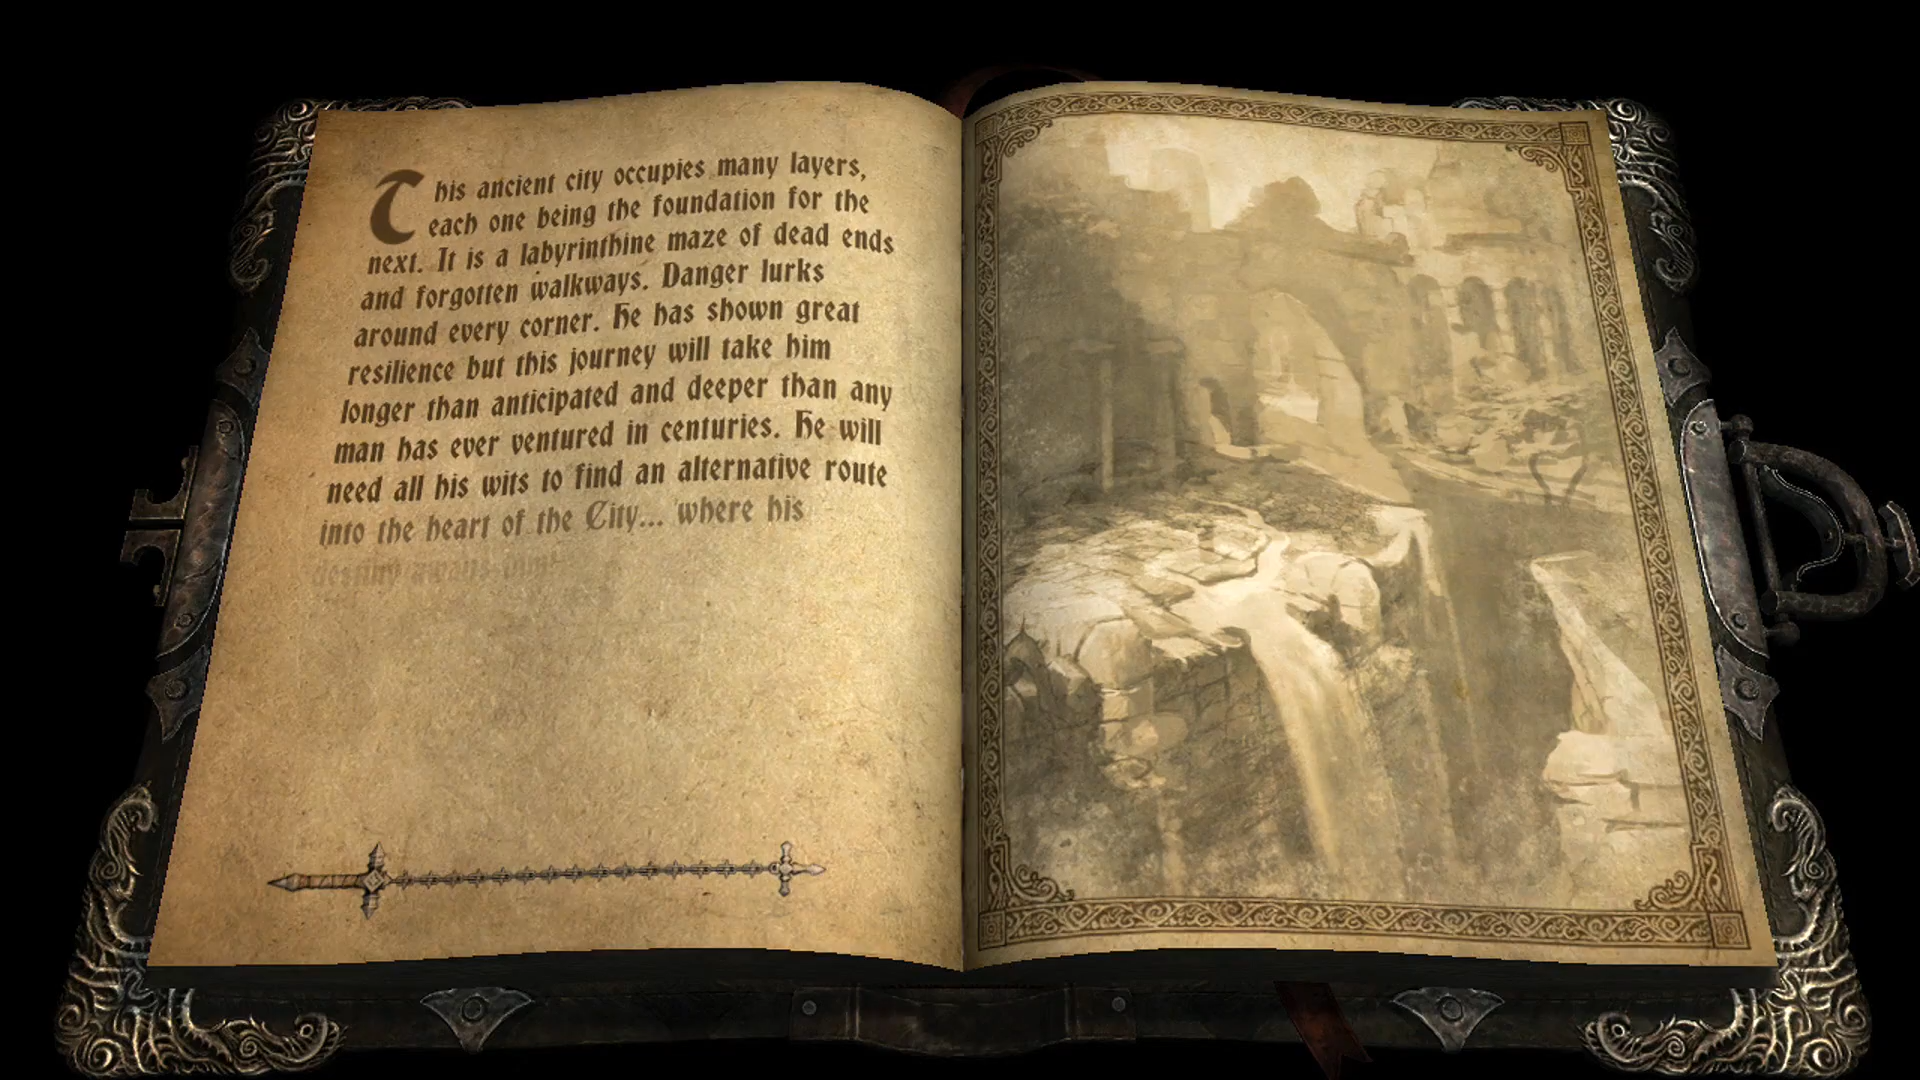 This ancient city occupies many layers,
each one being the foundation for the
next. It is a labyrinthine maze of dead ends
and forgotten walkways. Danger lurks
around every corner. He has shown great
resilience but this journey will take him
longer than anticipated and deeper than any
man has ever ventured in centuries. He will
need all his wits to find an alternative route
into the heart of the City... where his
destiny awaits him!